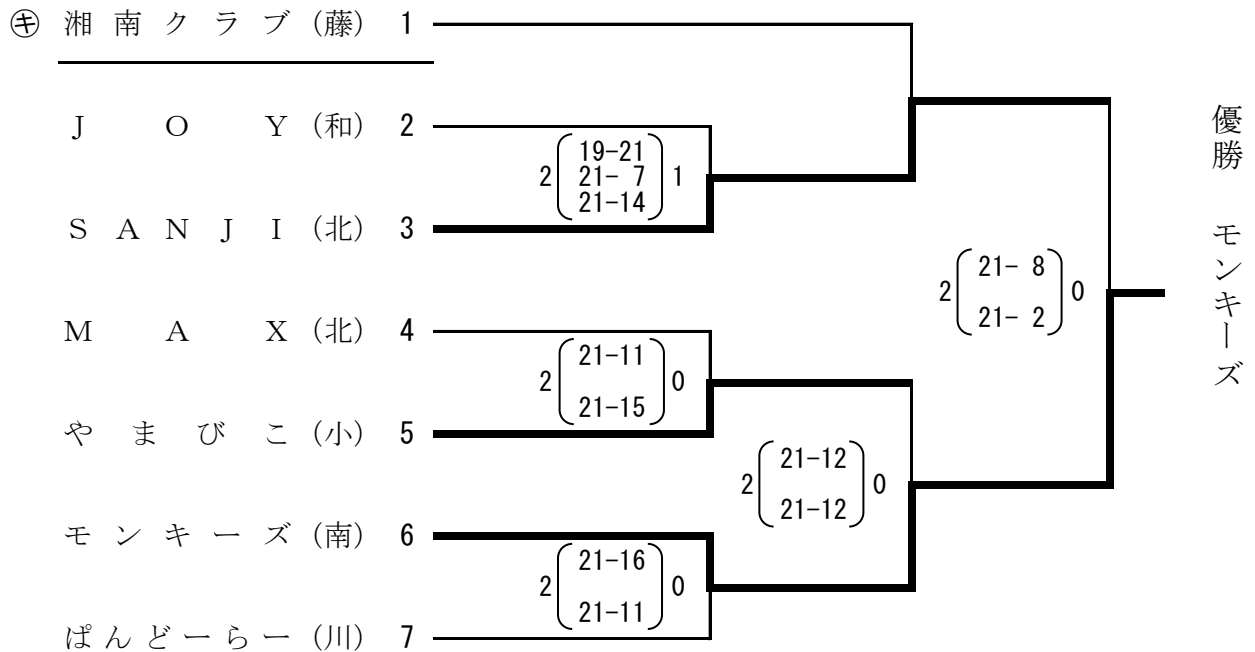 ㋖ 湘南クラブ (藤) 1
JOY (和) 2
2 19-21 1
21- 7
21-14
SANJI (北) 3
MAX (北) 4
2 21-11 0
21-15
やまびこ (小) 5
モンキーズ (南) 6
2 21-16 0
21-11
ぱんどーらー (川) 7
2 21-12 0
21-12
2 21- 8 0
21- 2
優勝 モンキーズ